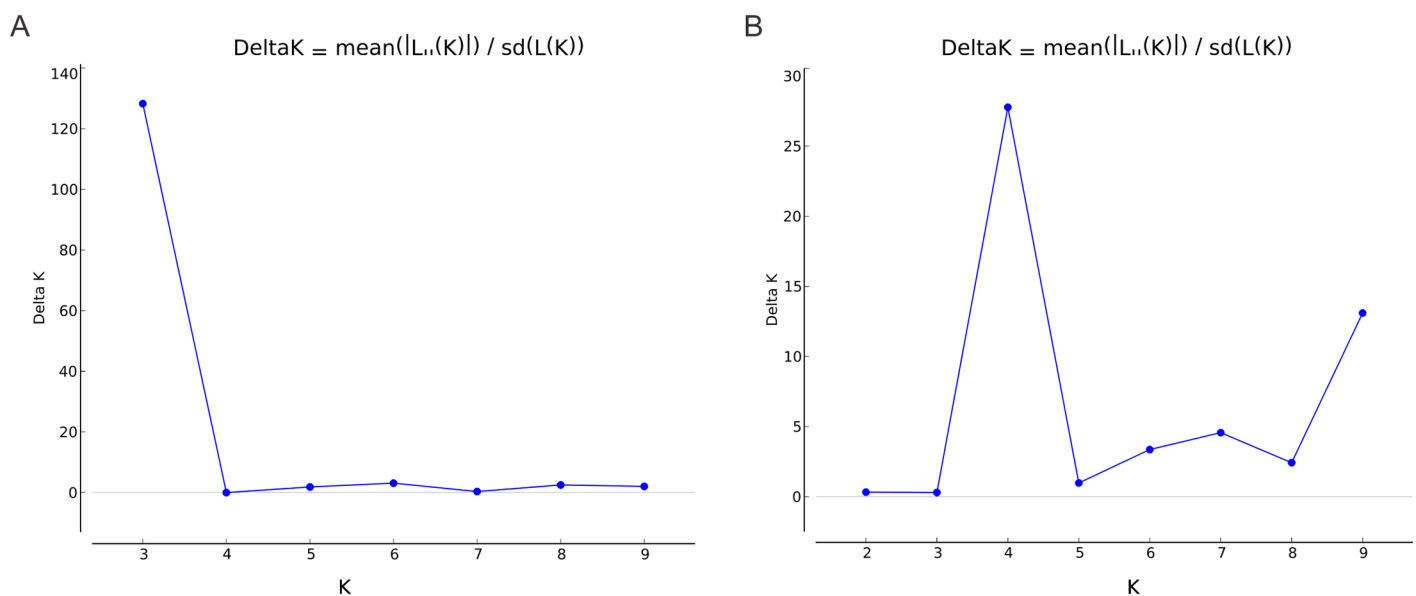 A
DeltaK = mean(|L₁₁(K)|) / sd(L(K))
140
120
100
80
60
40
20
0
Delta K
3 4 5 6 7 8 9
K
B
DeltaK = mean(|L₁₁(K)|) / sd(L(K))
30
25
20
15
10
5
0
Delta K
2 3 4 5 6 7 8 9
K